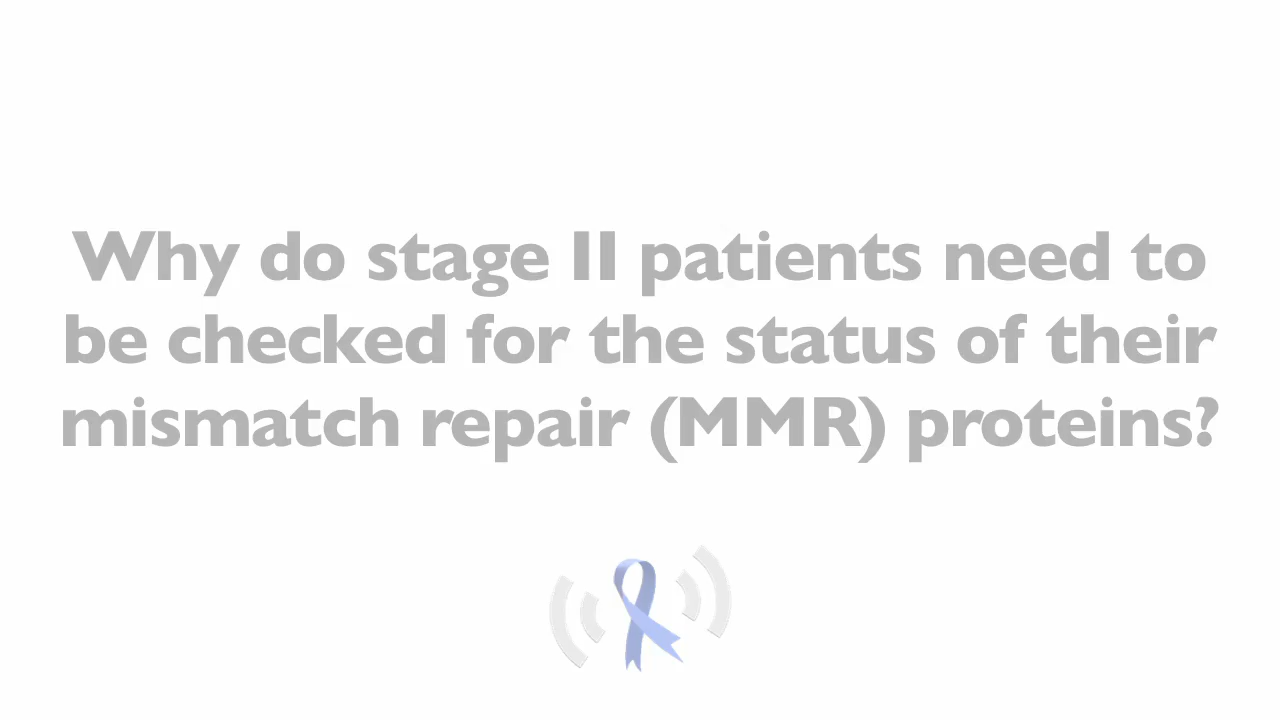 Why do stage II patients need to
be checked for the status of their
mismatch repair (MMR) proteins?